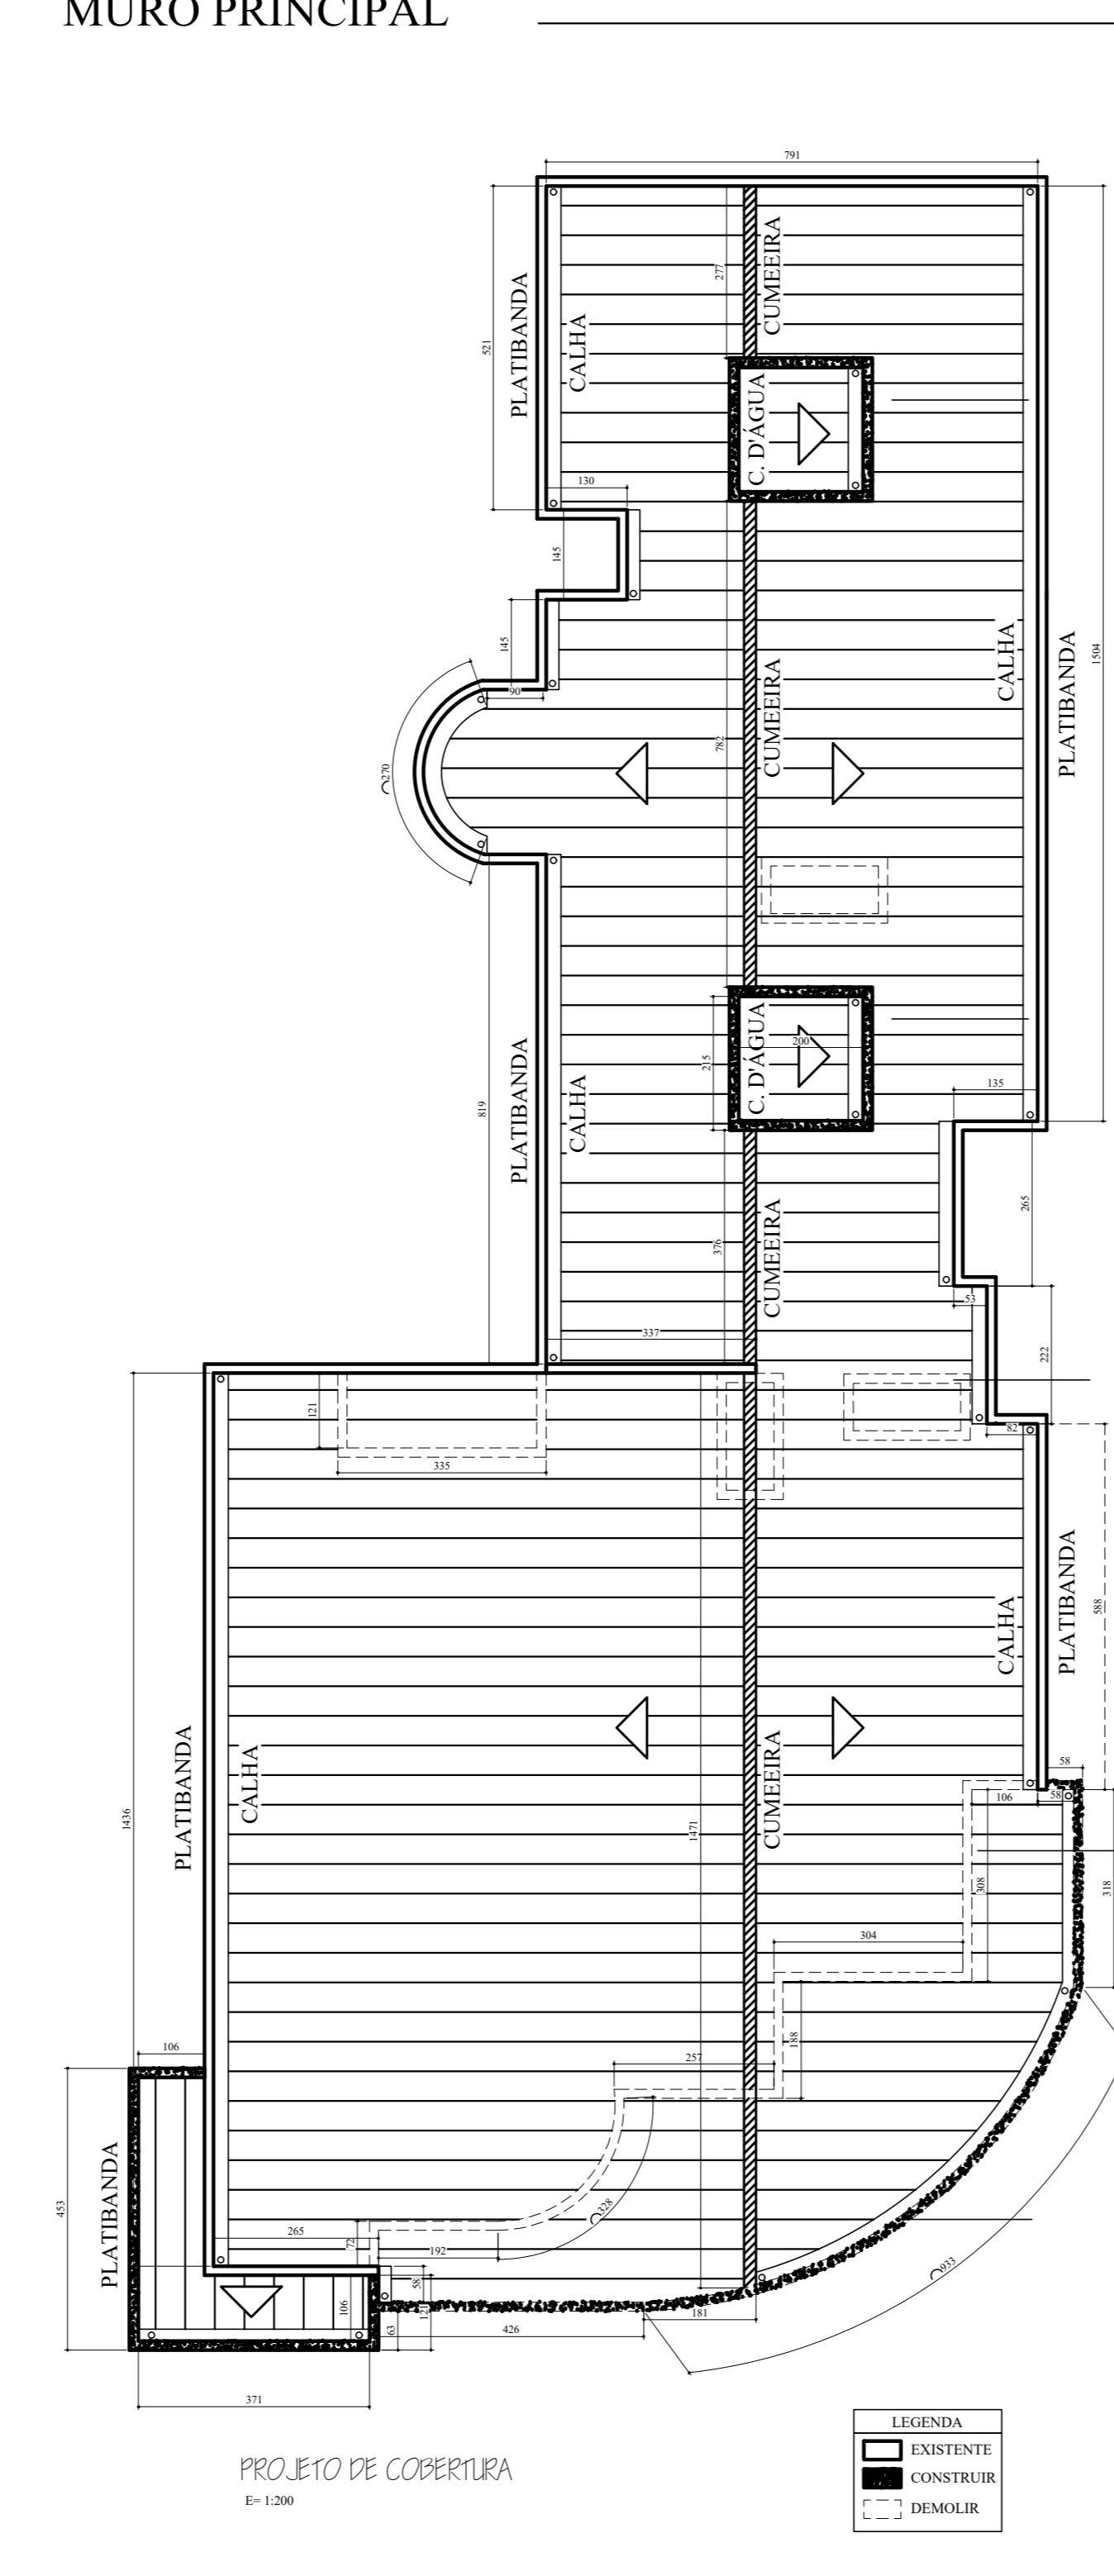 MURO PRINCIPAL
791
CUMEEIRA
277
PLATIBANDA
CALHA
521
C. D'ÁGUA
130
145
145
CALHA
PLATIBANDA
1504
90
270
782
CUMEEIRA
C. D'ÁGUA
200
215
135
PLATIBANDA
CALHA
819
265
376
CUMEEIRA
53
337
222
121
335
82
PLATIBANDA
CALHA
588
PLATIBANDA
CALHA
CUMEEIRA
1436
1471
58
106
58
308
318
304
188
257
106
PLATIBANDA
453
328
265
72
192
933
58
106
121
63
181
426
371
LEGENDA
EXISTENTE
CONSTRUIR
DEMOLIR
PROJETO DE COBERTURA
E= 1:200